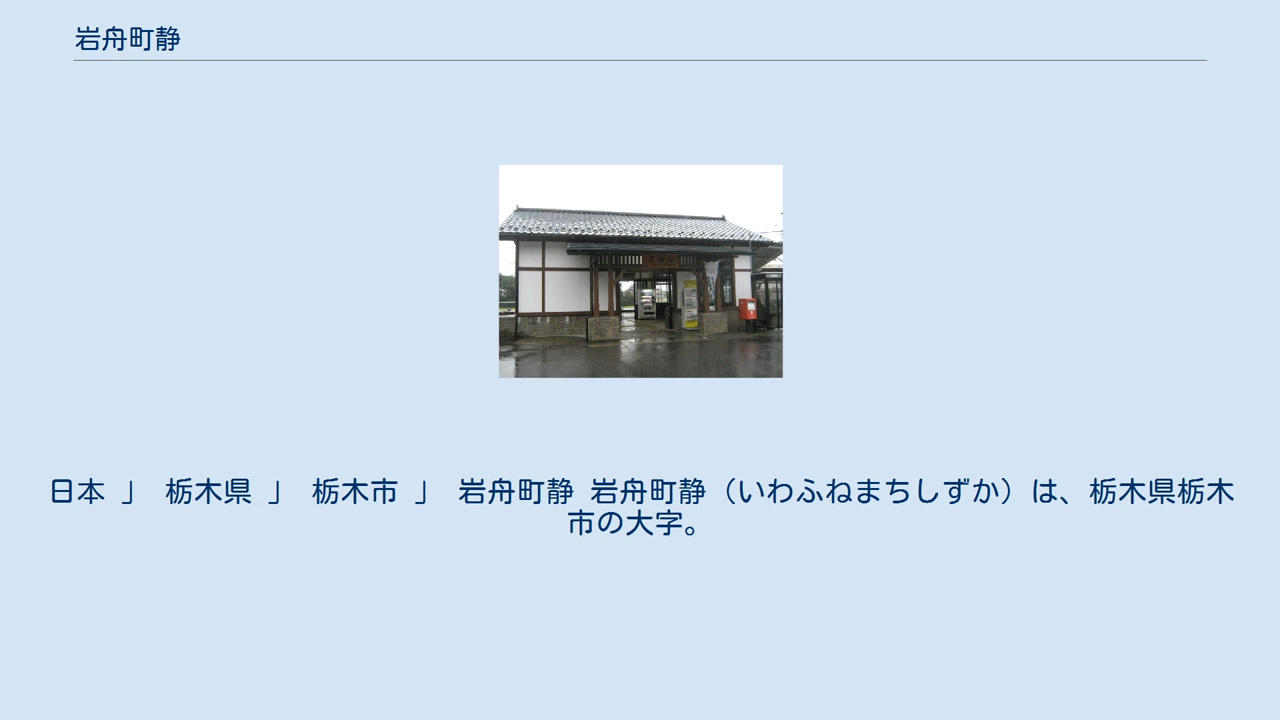 岩舟町静
日本 」 栃木県 」 栃木市 」 岩舟町静 岩舟町静（いわふねまちしずか）は、栃木県栃木
市の大字。